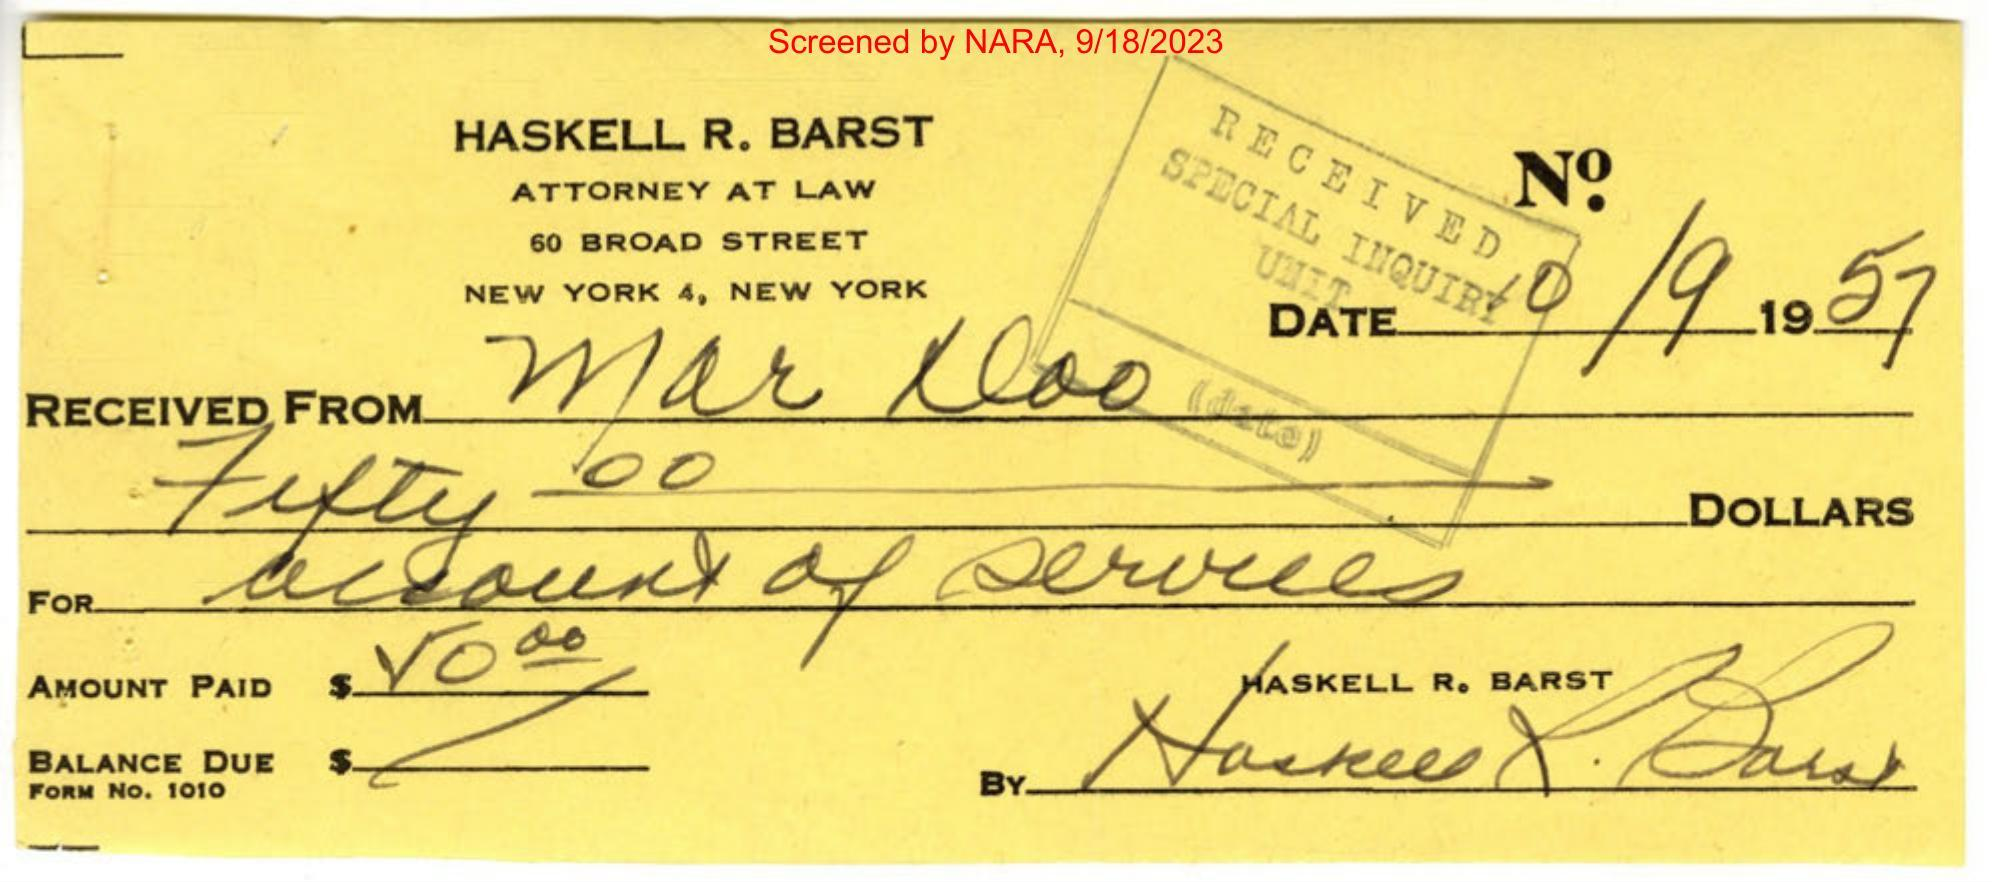 Screened by NARA, 9/18/2023
HASKELL R. BARST
ATTORNEY AT LAW
60 BROAD STREET
NEW YORK 4, NEW YORK
RECEIVED
SPECIAL INQUIRY
UNIT
(date)
No.
DATE 10/9 1957
RECEIVED FROM Mar Doo
Fifty 00 DOLLARS
FOR account of services
AMOUNT PAID $ 50 00
BALANCE DUE $
FORM NO. 1010
HASKELL R. BARST
BY Haskell R. Barst